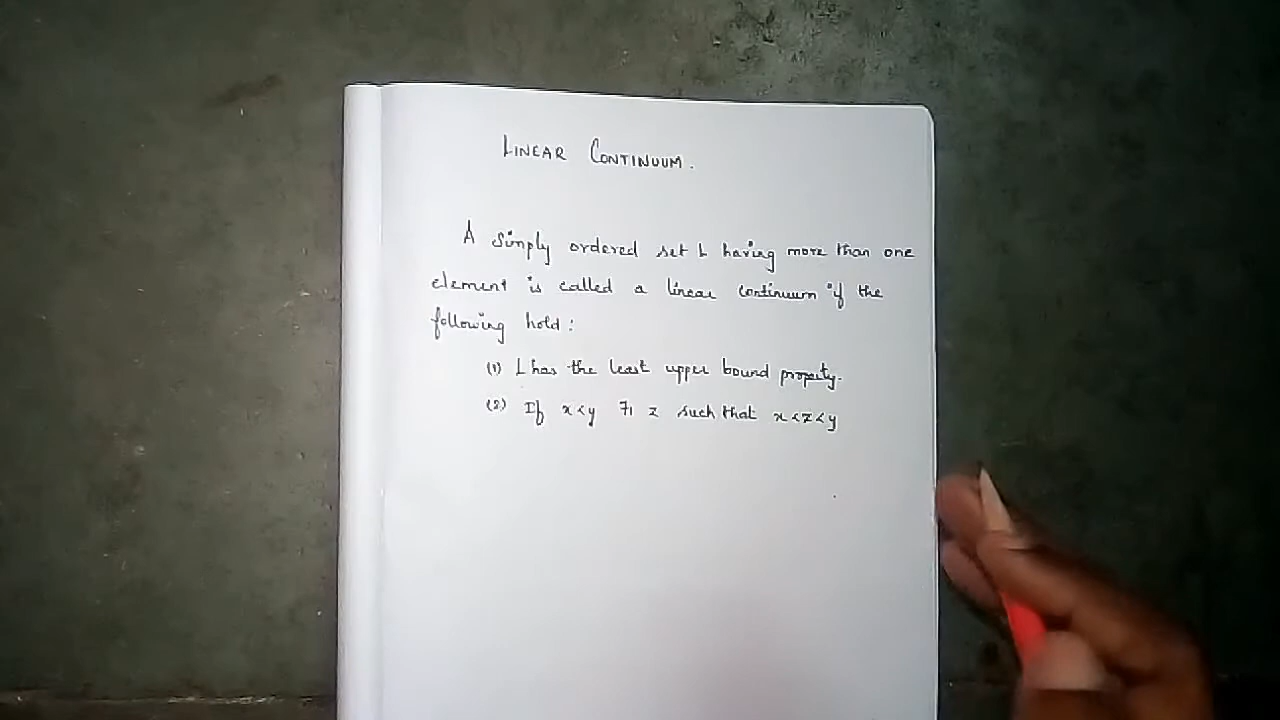 LINEAR CONTINUUM.
A simply ordered set L having more than one
element is called a linear continuum if the
following hold:
(1) L has the least upper bound property.
(2) If x<y ∃ z such that x<z<y